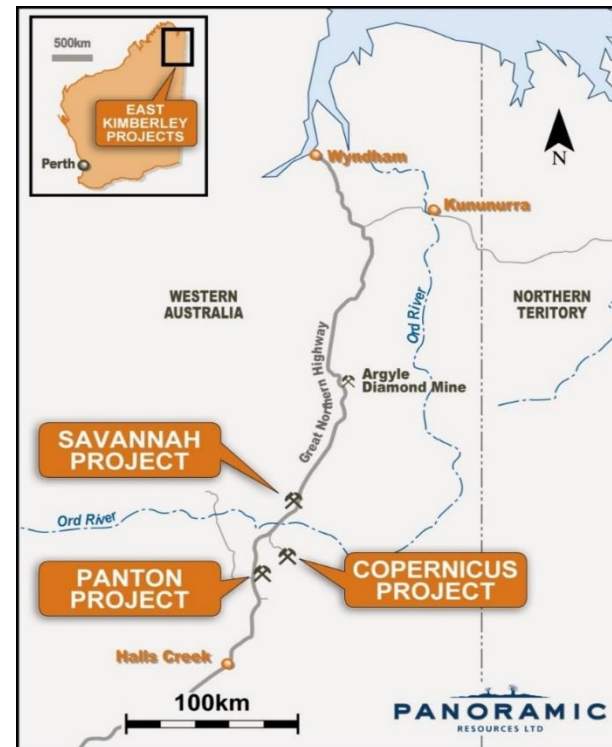 500km
EAST
KIMBERLEY
PROJECTS
Perth
Wyndham
Kununurra
N
WESTERN
AUSTRALIA
NORTHERN
TERITORY
Ord River
Great Northern Highway
Argyle
Diamond Mine
SAVANNAH
PROJECT
Ord River
PANTON
PROJECT
COPERNICUS
PROJECT
Halls Creek
100km
PANORAMIC
RESOURCES LTD